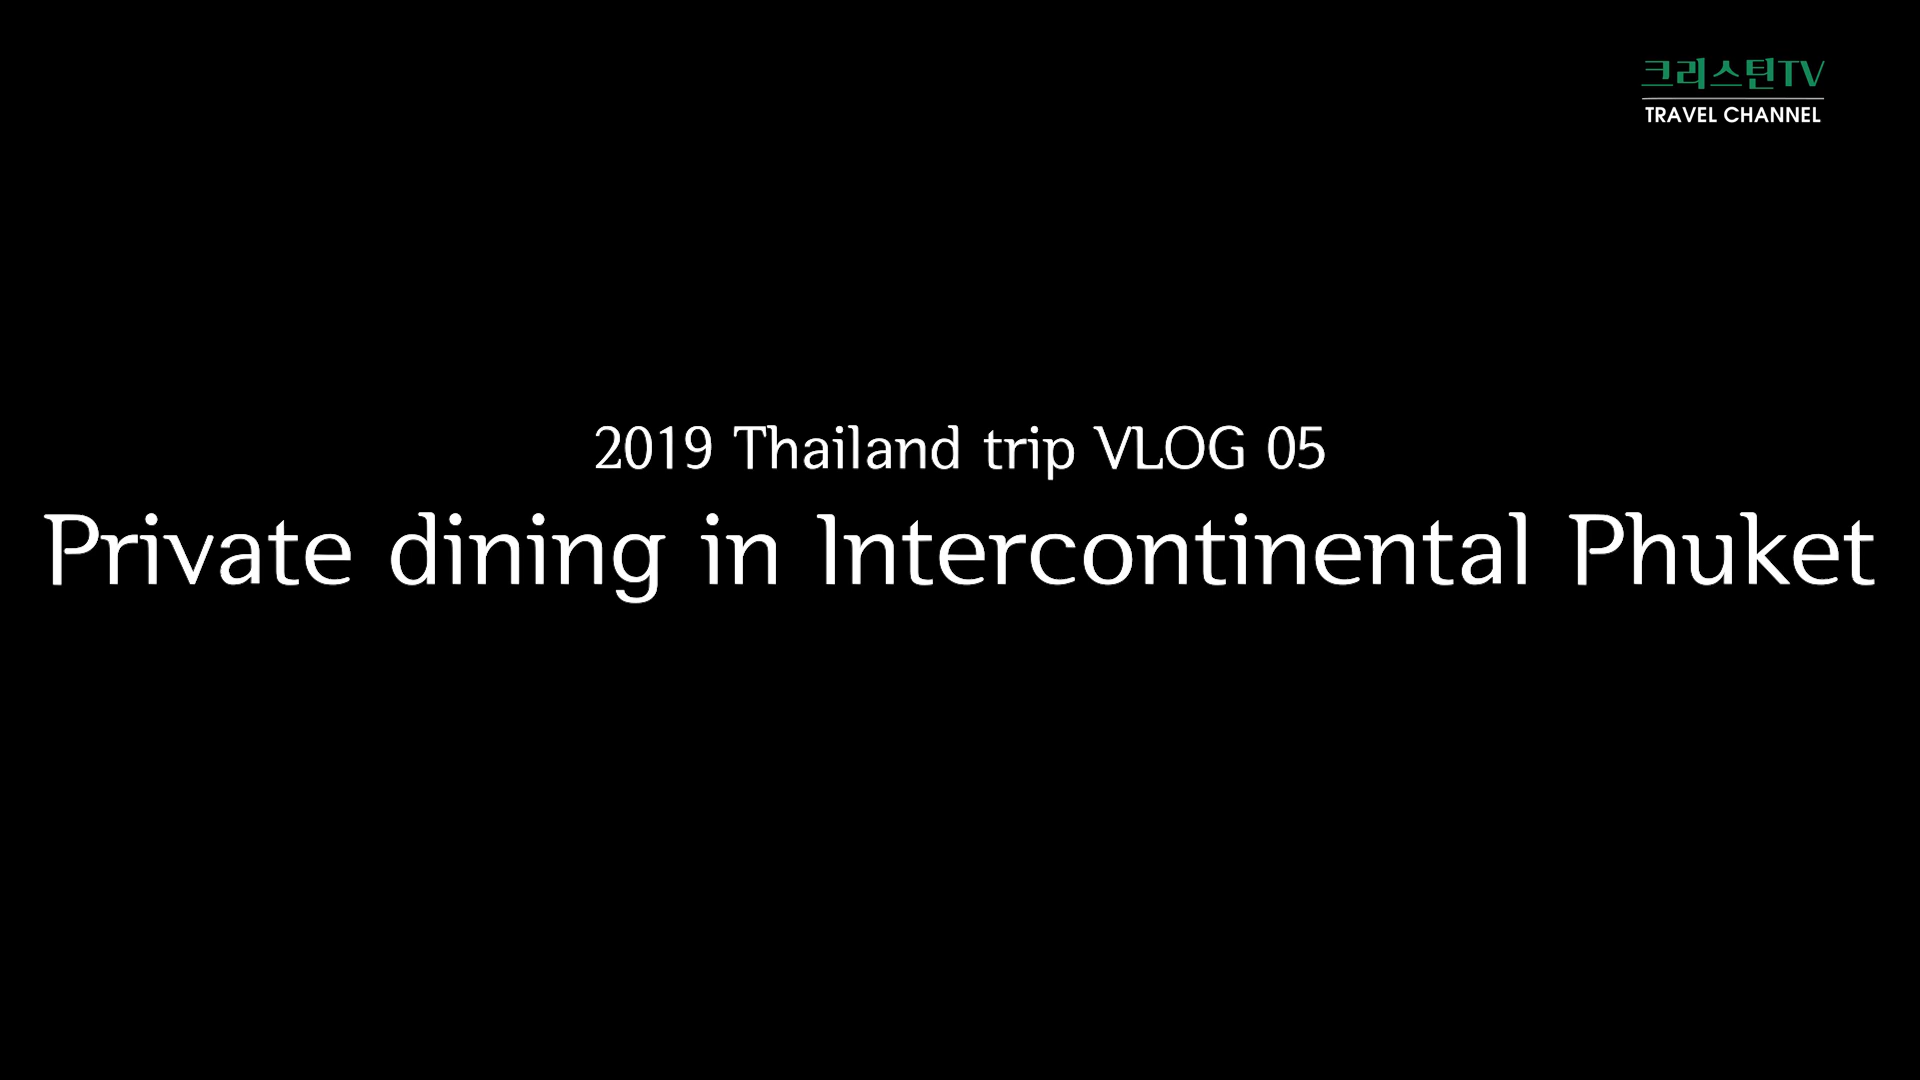 크리스틴TV
TRAVEL CHANNEL
2019 Thailand trip VLOG 05
Private dining in Intercontinental Phuket